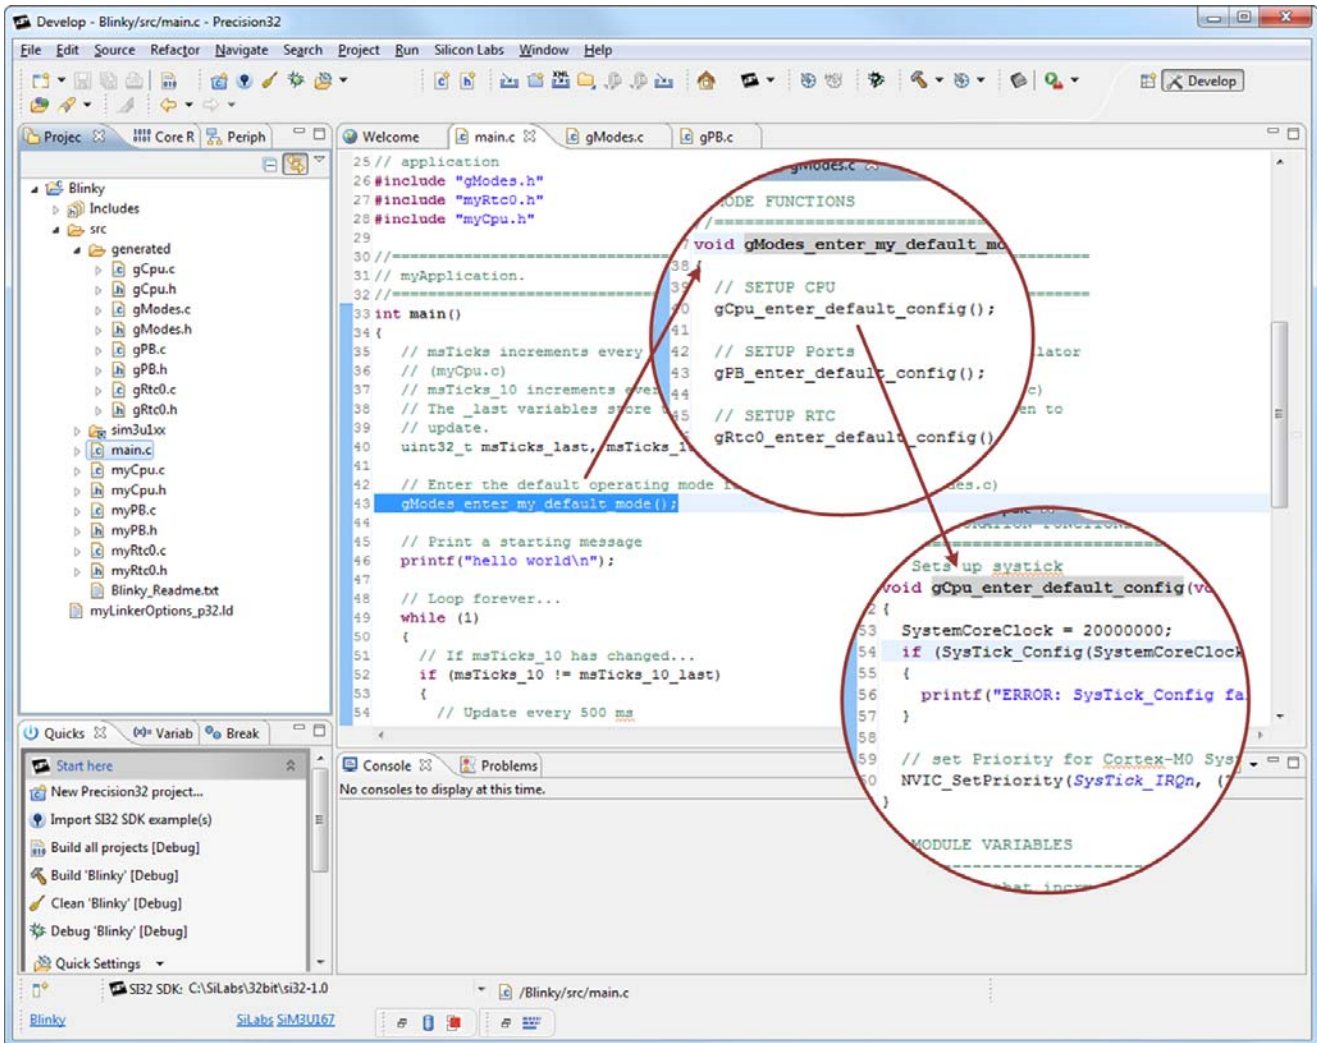 Develop - Blinky/src/main.c - Precision32
File Edit Source Refactor Navigate Search Project Run Silicon Labs Window Help
Develop
Projec Core R Periph
Blinky
Includes
src
generated
gCpu.c
gCpu.h
gModes.c
gModes.h
gPB.c
gPB.h
gRtc0.c
gRtc0.h
sim3u1xx
main.c
myCpu.c
myCpu.h
myPB.c
myPB.h
myRtc0.c
myRtc0.h
Blinky_Readme.txt
myLinkerOptions_p32.ld
Welcome main.c gModes.c gPB.c
25 // application
26 #include "gModes.h"
27 #include "myRtc0.h"
28 #include "myCpu.h"
29
30 //==============================
31 // myApplication.
32 //==============================
33 int main()
34 {
35 // msTicks increments every
36 // (myCpu.c)
37 // msTicks_10 increments ever
38 // The _last variables store
39 // update.
40 uint32_t msTicks_last, msTicks_1
41
42 // Enter the default operating mode
43 gModes_enter_my_default_mode();
44
45 // Print a starting message
46 printf("hello world\n");
47
48 // Loop forever...
49 while (1)
50 {
51 // If msTicks_10 has changed...
52 if (msTicks_10 != msTicks_10_last)
53 {
54 // Update every 500 ms
gModes.c
MODE FUNCTIONS
//==============================
void gModes_enter_my_default_mo
38 {
39 // SETUP CPU
40 gCpu_enter_default_config();
41
42 // SETUP Ports
43 gPB_enter_default_config();
44
45 // SETUP RTC
gRtc0_enter_default_config()
Sets up systick
void gCpu_enter_default_config(vo
52 {
53 SystemCoreClock = 20000000;
54 if (SysTick_Config(SystemCoreClock
55 {
56 printf("ERROR: SysTick_Config fa
57 }
58
59 // set Priority for Cortex-M0 Sys
60 NVIC_SetPriority(SysTick_IRQn, (
}
MODULE VARIABLES
Quicks Variab Break
Start here
New Precision32 project...
Import SI32 SDK example(s)
Build all projects [Debug]
Build 'Blinky' [Debug]
Clean 'Blinky' [Debug]
Debug 'Blinky' [Debug]
Quick Settings
Console Problems
No consoles to display at this time.
SI32 SDK: C:\SiLabs\32bit\si32-1.0
/Blinky/src/main.c
Blinky SiLabs SiM3U167